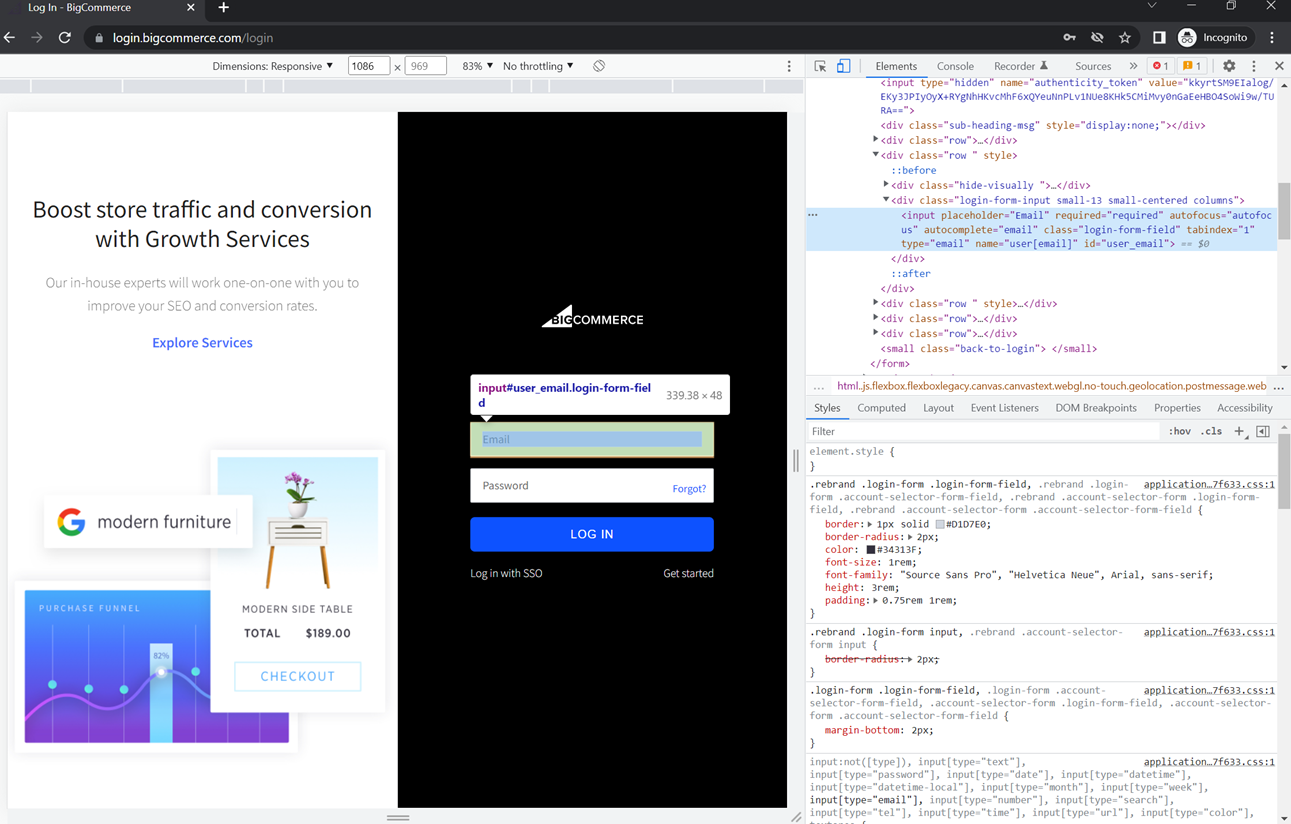 Log In - BigCommerce
login.bigcommerce.com/login
Incognito
Dimensions: Responsive
1086
×
969
83%
No throttling
Boost store traffic and conversion
with Growth Services
Our in-house experts will work one-on-one with you to
improve your SEO and conversion rates.
Explore Services
modern furniture
PURCHASE FUNNEL
82%
MODERN SIDE TABLE
TOTAL $189.00
CHECKOUT
BIGCOMMERCE
input#user_email.login-form-fiel
d
339.38 × 48
Email
Password
Forgot?
LOG IN
Log in with SSO
Get started
Elements
Console
Recorder
Sources
»
1
1
<input type="hidden" name="authenticity_token" value="kkyrtSM9EIalog/
EKy3JPIyOyX+RYgNhHKvcMhF6xQYeuNnPLv1NUe8KHk5CMiMvy0nGaEeHBO4SoWi9w/TU
RA==">
<div class="sub-heading-msg" style="display:none;"></div>
<div class="row">…</div>
<div class="row " style>
::before
<div class="hide-visually ">…</div>
<div class="login-form-input small-13 small-centered columns">
<input placeholder="Email" required="required" autofocus="autofoc
us" autocomplete="email" class="login-form-field" tabindex="1"
type="email" name="user[email]" id="user_email"> == $0
</div>
::after
</div>
<div class="row " style>…</div>
<div class="row">…</div>
<div class="row">…</div>
<small class="back-to-login"> </small>
</form>
… html.js.flexbox.flexboxlegacy.canvas.canvastext.webgl.no-touch.geolocation.postmessage.web …
Styles
Computed
Layout
Event Listeners
DOM Breakpoints
Properties
Accessibility
Filter
:hov .cls +
element.style {
}
.rebrand .login-form .login-form-field, .rebrand .login- application…7f633.css:1
form .account-selector-form-field, .rebrand .account-selector-form .login-form-
field, .rebrand .account-selector-form .account-selector-form-field {
border: 1px solid #D1D7E0;
border-radius: 2px;
color: #34313F;
font-size: 1rem;
font-family: "Source Sans Pro", "Helvetica Neue", Arial, sans-serif;
height: 3rem;
padding: 0.75rem 1rem;
}
.rebrand .login-form input, .rebrand .account-selector- application…7f633.css:1
form input {
border-radius: 2px;
}
.login-form .login-form-field, .login-form .account- application…7f633.css:1
selector-form-field, .account-selector-form .login-form-field, .account-selector-
form .account-selector-form-field {
margin-bottom: 2px;
}
input:not([type]), input[type="text"], application…7f633.css:1
input[type="password"], input[type="date"], input[type="datetime"],
input[type="datetime-local"], input[type="month"], input[type="week"],
input[type="email"], input[type="number"], input[type="search"],
input[type="tel"], input[type="time"], input[type="url"], input[type="color"],